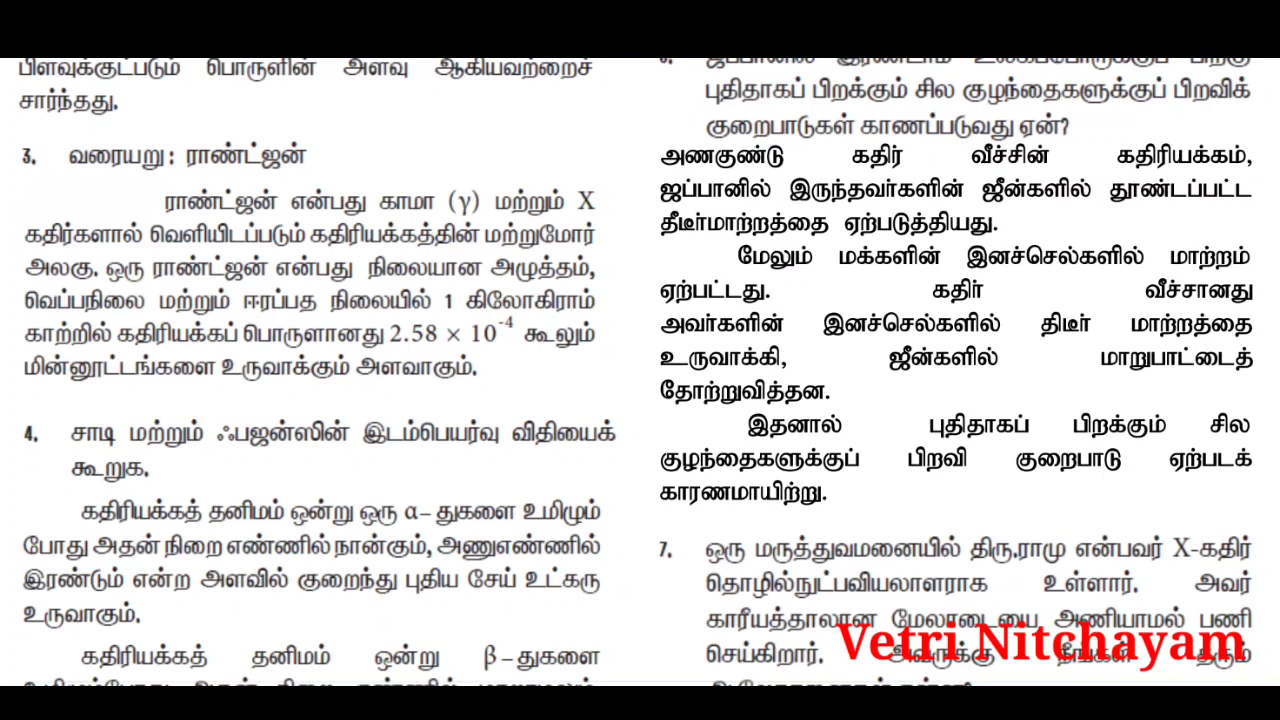 பிளவுக்குட்படும் பொருளின் அளவு ஆகியவற்றைச்
சார்ந்தது.
3. வரையறு : ராண்ட்ஜன்
ராண்ட்ஜன் என்பது காமா (γ) மற்றும் X
கதிர்களால் வெளியிடப்படும் கதிரியக்கத்தின் மற்றுமோர்
அலகு. ஒரு ராண்ட்ஜன் என்பது நிலையான அழுத்தம்,
வெப்பநிலை மற்றும் ஈரப்பத நிலையில் 1 கிலோகிராம்
காற்றில் கதிரியக்கப் பொருளானது 2.58 × 10⁻⁴ கூலும்
மின்னூட்டங்களை உருவாக்கும் அளவாகும்.
4. சாடி மற்றும் ஃபஜன்ஸின் இடம்பெயர்வு விதியைக்
கூறுக.
கதிரியக்கத் தனிமம் ஒன்று ஒரு α– துகளை உமிழும்
போது அதன் நிறை எண்ணில் நான்கும், அணுஎண்ணில்
இரண்டும் என்ற அளவில் குறைந்து புதிய சேய் உட்கரு
உருவாகும்.
கதிரியக்கத் தனிமம் ஒன்று β –துகளை
புதிதாகப் பிறக்கும் சில குழந்தைகளுக்குப் பிறவிக்
குறைபாடுகள் காணப்படுவது ஏன்?
அணகுண்டு கதிர் வீச்சின் கதிரியக்கம்,
ஜப்பானில் இருந்தவர்களின் ஜீன்களில் தூண்டப்பட்ட
தீடீர்மாற்றத்தை ஏற்படுத்தியது.
மேலும் மக்களின் இனச்செல்களில் மாற்றம்
ஏற்பட்டது. கதிர் வீச்சானது
அவர்களின் இனச்செல்களில் திடீர் மாற்றத்தை
உருவாக்கி, ஜீன்களில் மாறுபாட்டைத்
தோற்றுவித்தன.
இதனால் புதிதாகப் பிறக்கும் சில
குழந்தைகளுக்குப் பிறவி குறைபாடு ஏற்படக்
காரணமாயிற்று.
7. ஒரு மருத்துவமனையில் திரு.ராமு என்பவர் X-கதிர்
தொழில்நுட்பவியலாளராக உள்ளார். அவர்
காரீயத்தாலான மேலாடையை அணியாமல் பணி
செய்கிறார். அவருக்கு நீங்கள் தரும்
Vetri Nitchayam